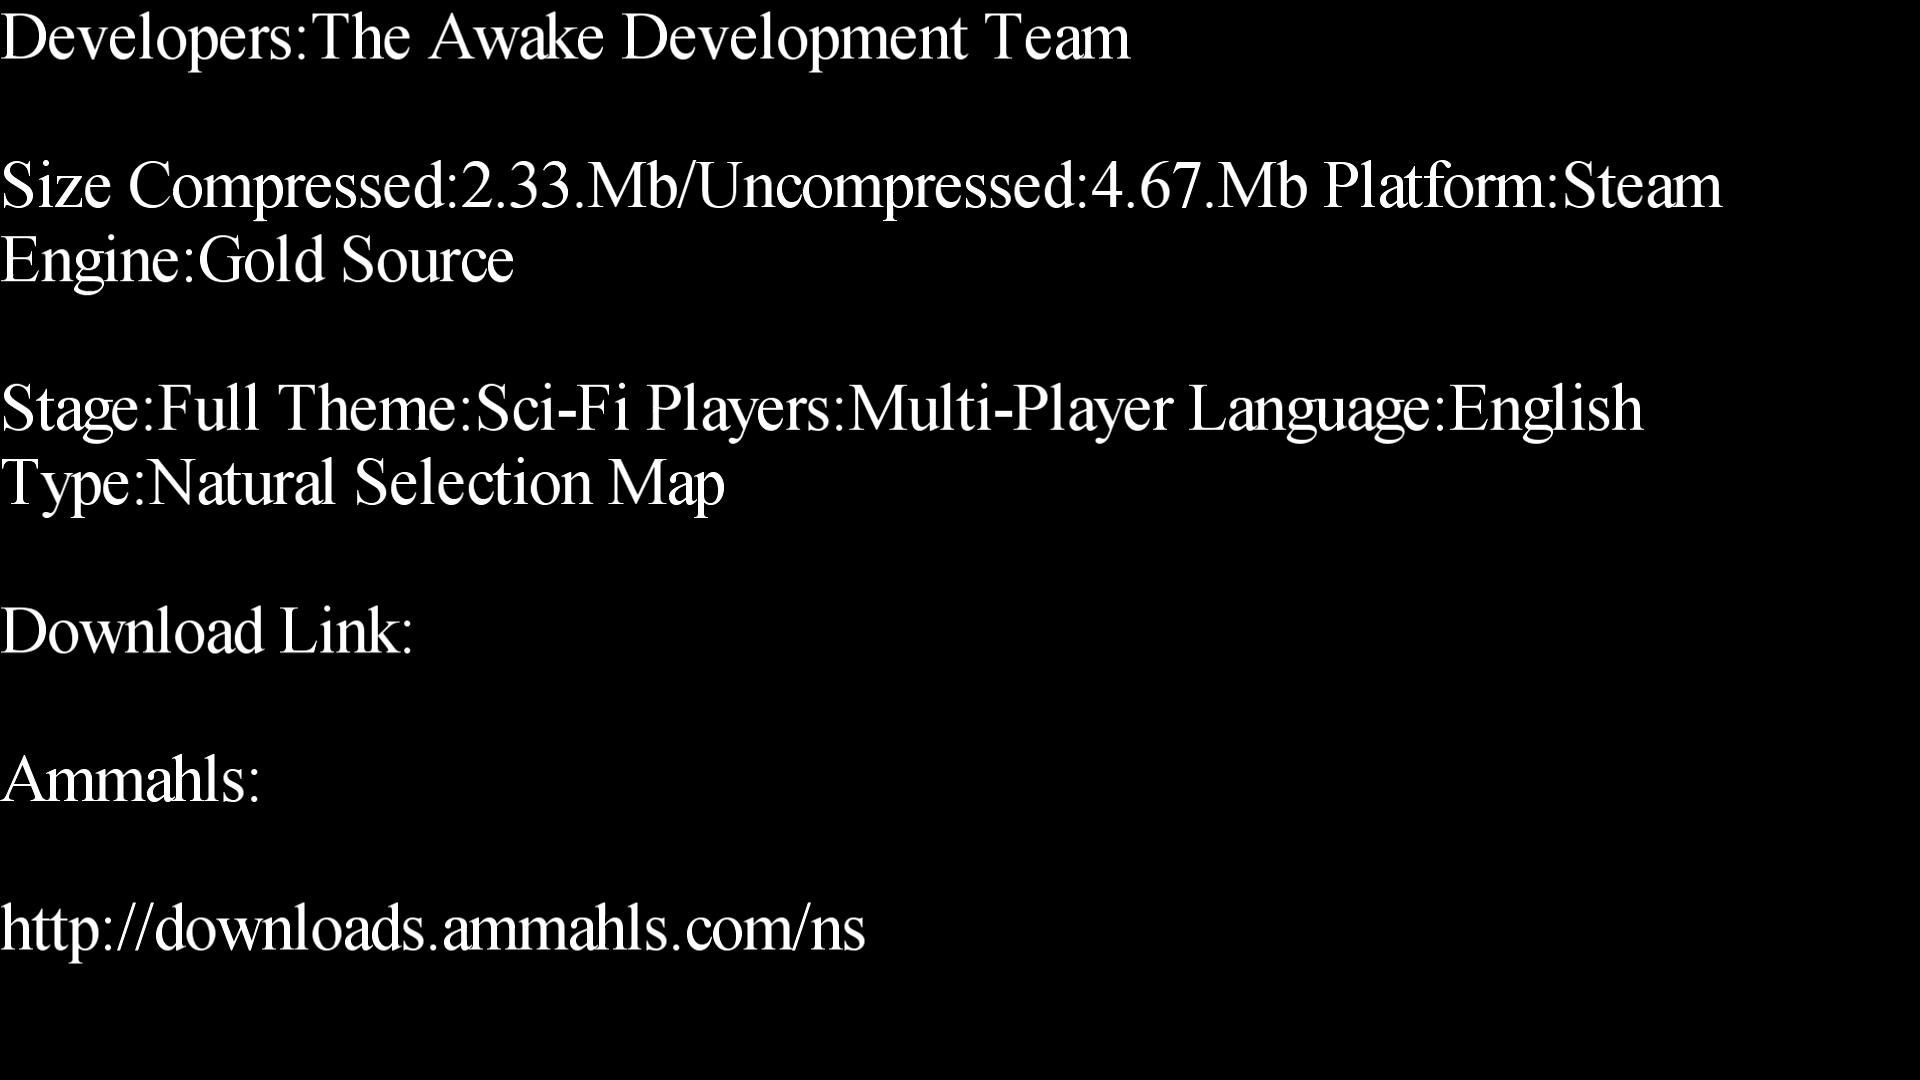 Developers:The Awake Development Team
Size Compressed:2.33.Mb/Uncompressed:4.67.Mb Platform:Steam
Engine:Gold Source
Stage:Full Theme:Sci-Fi Players:Multi-Player Language:English
Type:Natural Selection Map
Download Link:
Ammahls:
http://downloads.ammahls.com/ns